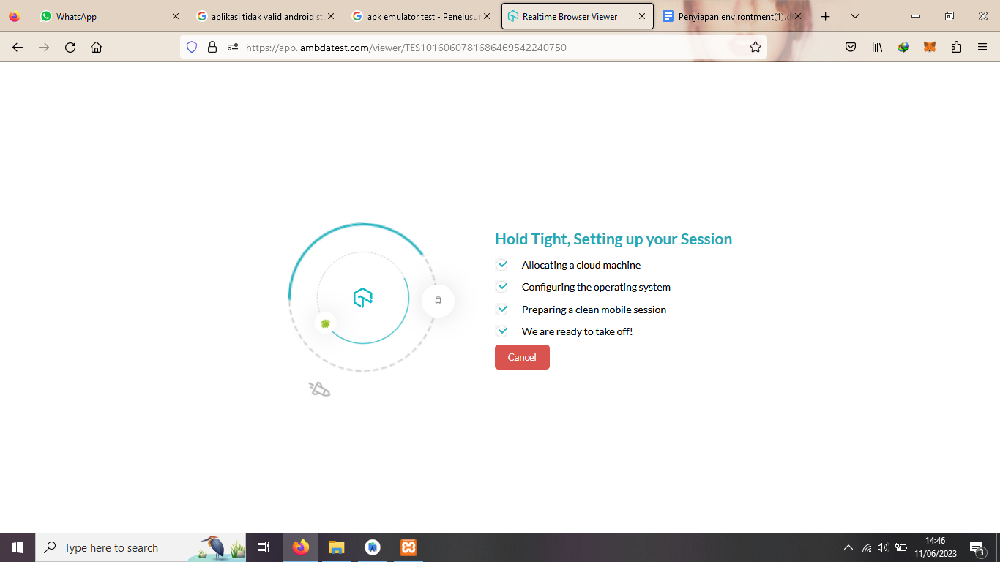 WhatsApp
aplikasi tidak valid android stu
apk emulator test - Penelusur
Realtime Browser Viewer
Penyiapan environtment(1).d
https://app.lambdatest.com/viewer/TES1016060781686469542240750
Hold Tight, Setting up your Session
Allocating a cloud machine
Configuring the operating system
Preparing a clean mobile session
We are ready to take off!
Cancel
Type here to search
14:46
11/06/2023
3